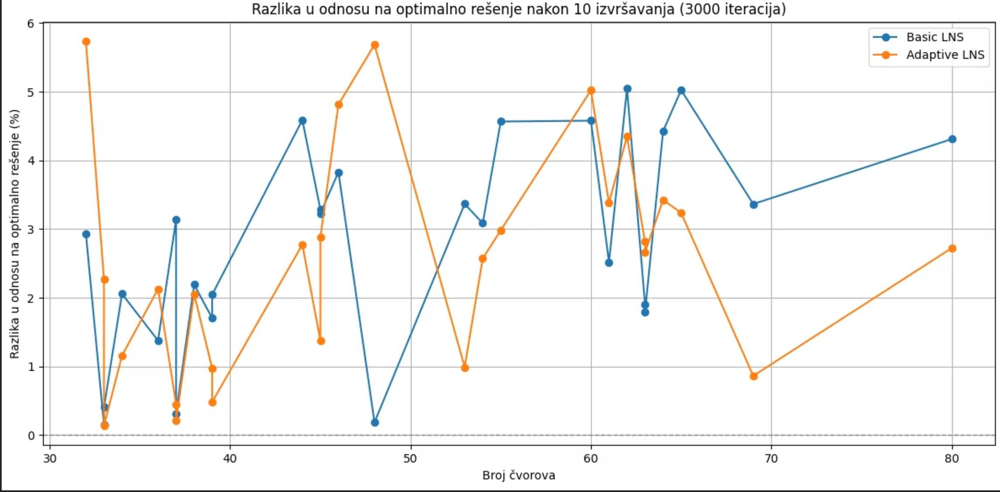 Razlika u odnosu na optimalno rešenje nakon 10 izvršavanja (3000 iteracija)
Basic LNS
Adaptive LNS
Razlika u odnosu na optimalno rešenje (%)
6
5
4
3
2
1
0
30 40 50 60 70 80
Broj čvorova